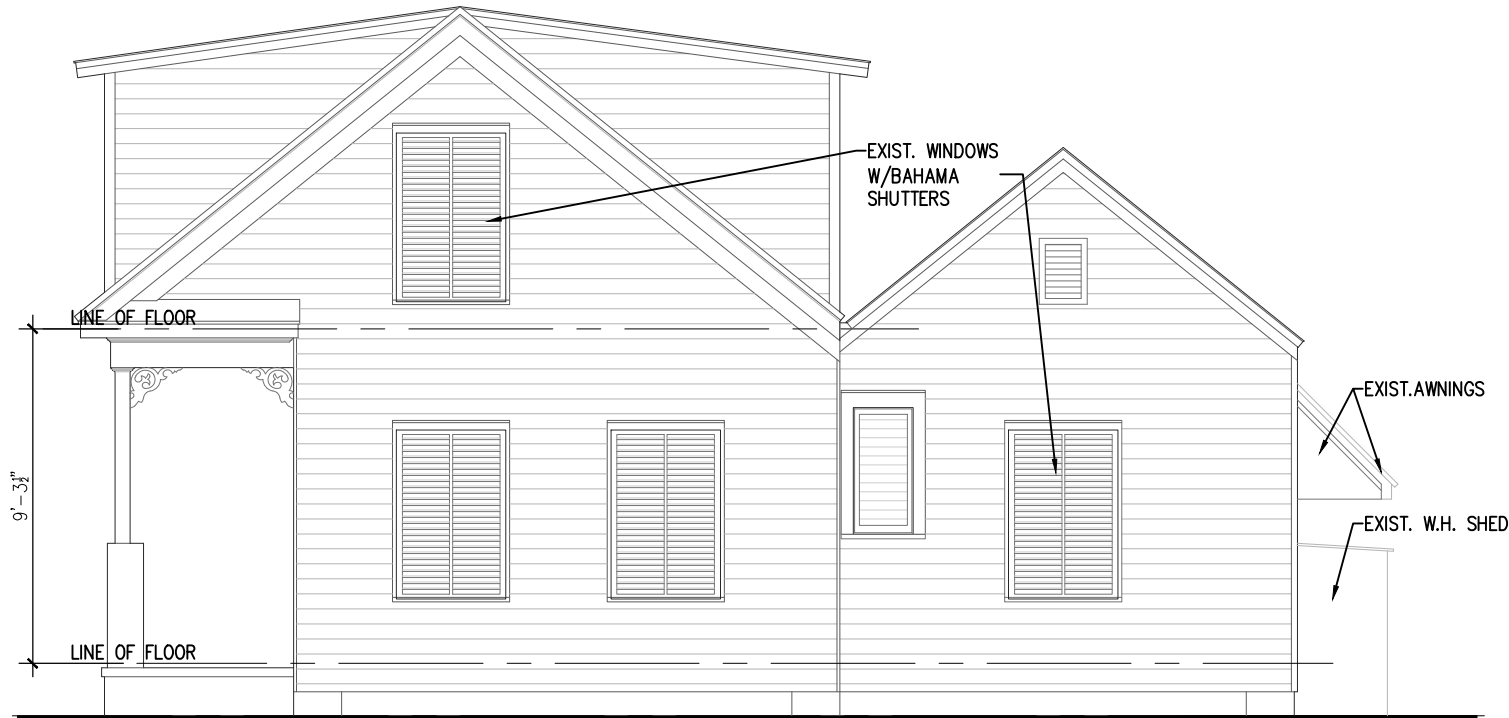 EXIST. WINDOWS
W/BAHAMA
SHUTTERS
LINE OF FLOOR
EXIST.AWNINGS
9'-3½"
EXIST. W.H. SHED
LINE OF FLOOR